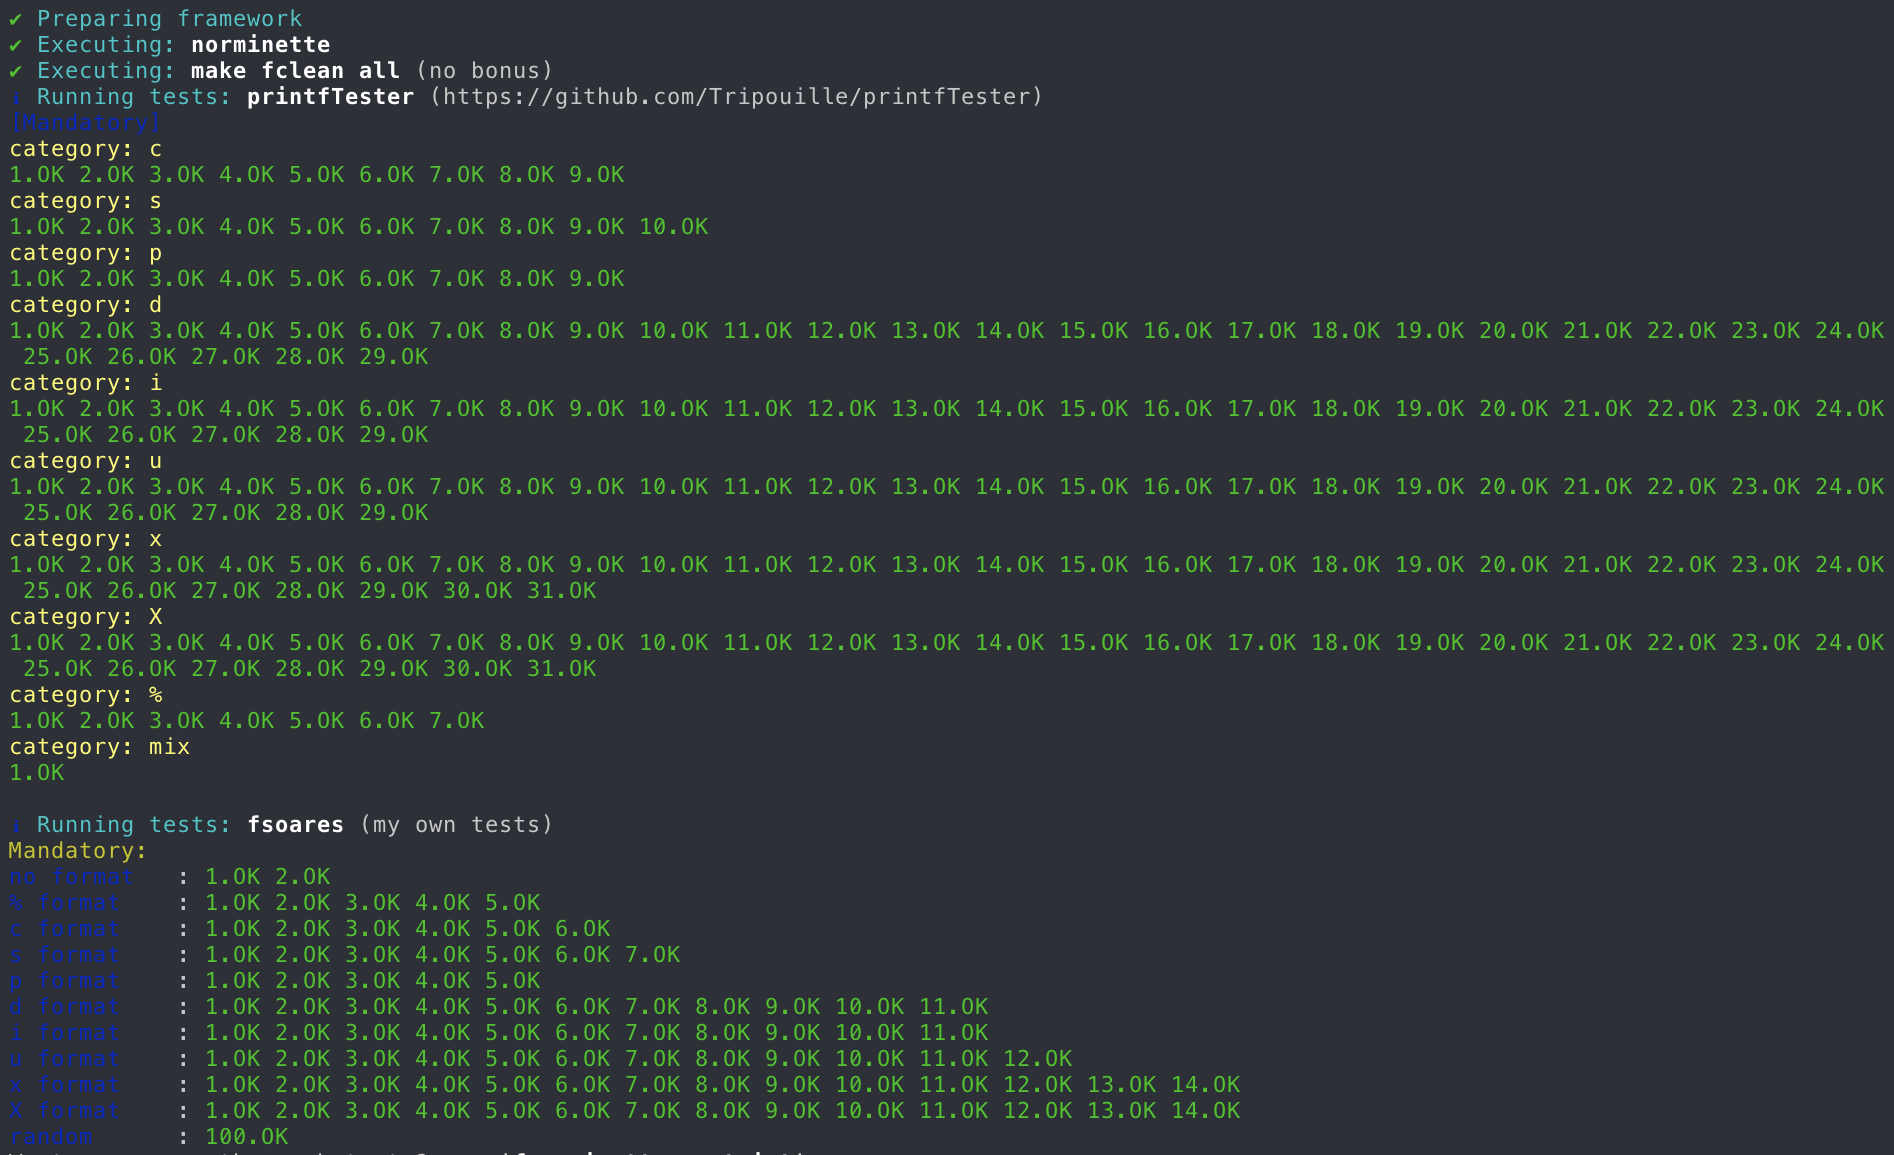 ✔ Preparing framework
✔ Executing: norminette
✔ Executing: make fclean all (no bonus)
Running tests: printfTester (https://github.com/Tripouille/printfTester)
[Mandatory]
category: c
1.OK 2.OK 3.OK 4.OK 5.OK 6.OK 7.OK 8.OK 9.OK
category: s
1.OK 2.OK 3.OK 4.OK 5.OK 6.OK 7.OK 8.OK 9.OK 10.OK
category: p
1.OK 2.OK 3.OK 4.OK 5.OK 6.OK 7.OK 8.OK 9.OK
category: d
1.OK 2.OK 3.OK 4.OK 5.OK 6.OK 7.OK 8.OK 9.OK 10.OK 11.OK 12.OK 13.OK 14.OK 15.OK 16.OK 17.OK 18.OK 19.OK 20.OK 21.OK 22.OK 23.OK 24.OK
25.OK 26.OK 27.OK 28.OK 29.OK
category: i
1.OK 2.OK 3.OK 4.OK 5.OK 6.OK 7.OK 8.OK 9.OK 10.OK 11.OK 12.OK 13.OK 14.OK 15.OK 16.OK 17.OK 18.OK 19.OK 20.OK 21.OK 22.OK 23.OK 24.OK
25.OK 26.OK 27.OK 28.OK 29.OK
category: u
1.OK 2.OK 3.OK 4.OK 5.OK 6.OK 7.OK 8.OK 9.OK 10.OK 11.OK 12.OK 13.OK 14.OK 15.OK 16.OK 17.OK 18.OK 19.OK 20.OK 21.OK 22.OK 23.OK 24.OK
25.OK 26.OK 27.OK 28.OK 29.OK
category: x
1.OK 2.OK 3.OK 4.OK 5.OK 6.OK 7.OK 8.OK 9.OK 10.OK 11.OK 12.OK 13.OK 14.OK 15.OK 16.OK 17.OK 18.OK 19.OK 20.OK 21.OK 22.OK 23.OK 24.OK
25.OK 26.OK 27.OK 28.OK 29.OK 30.OK 31.OK
category: X
1.OK 2.OK 3.OK 4.OK 5.OK 6.OK 7.OK 8.OK 9.OK 10.OK 11.OK 12.OK 13.OK 14.OK 15.OK 16.OK 17.OK 18.OK 19.OK 20.OK 21.OK 22.OK 23.OK 24.OK
25.OK 26.OK 27.OK 28.OK 29.OK 30.OK 31.OK
category: %
1.OK 2.OK 3.OK 4.OK 5.OK 6.OK 7.OK
category: mix
1.OK
Running tests: fsoares (my own tests)
Mandatory:
no format : 1.OK 2.OK
% format : 1.OK 2.OK 3.OK 4.OK 5.OK
c format : 1.OK 2.OK 3.OK 4.OK 5.OK 6.OK
s format : 1.OK 2.OK 3.OK 4.OK 5.OK 6.OK 7.OK
p format : 1.OK 2.OK 3.OK 4.OK 5.OK
d format : 1.OK 2.OK 3.OK 4.OK 5.OK 6.OK 7.OK 8.OK 9.OK 10.OK 11.OK
i format : 1.OK 2.OK 3.OK 4.OK 5.OK 6.OK 7.OK 8.OK 9.OK 10.OK 11.OK
u format : 1.OK 2.OK 3.OK 4.OK 5.OK 6.OK 7.OK 8.OK 9.OK 10.OK 11.OK 12.OK
x format : 1.OK 2.OK 3.OK 4.OK 5.OK 6.OK 7.OK 8.OK 9.OK 10.OK 11.OK 12.OK 13.OK 14.OK
X format : 1.OK 2.OK 3.OK 4.OK 5.OK 6.OK 7.OK 8.OK 9.OK 10.OK 11.OK 12.OK 13.OK 14.OK
random : 100.OK